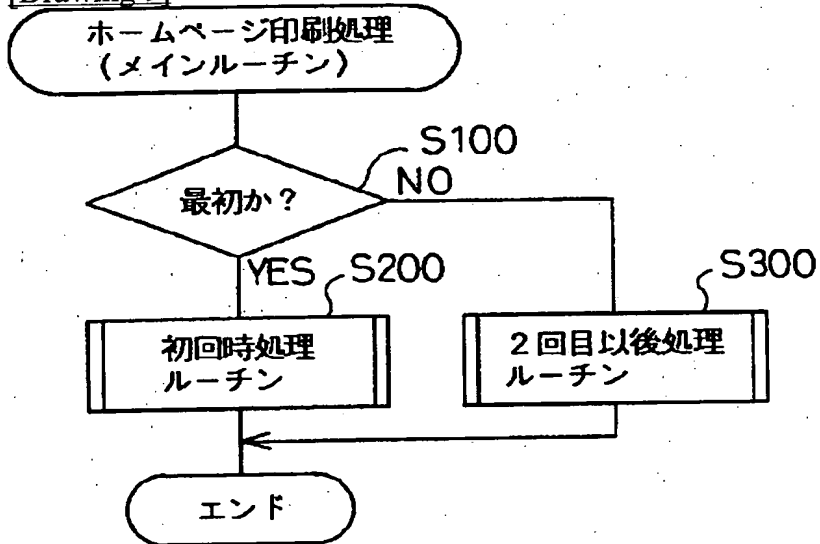 ホームページ印刷処理
(メインルーチン)
S100
最初か?
NO
YES
S200
S300
初回時処理
ルーチン
2回目以後処理
ルーチン
エンド